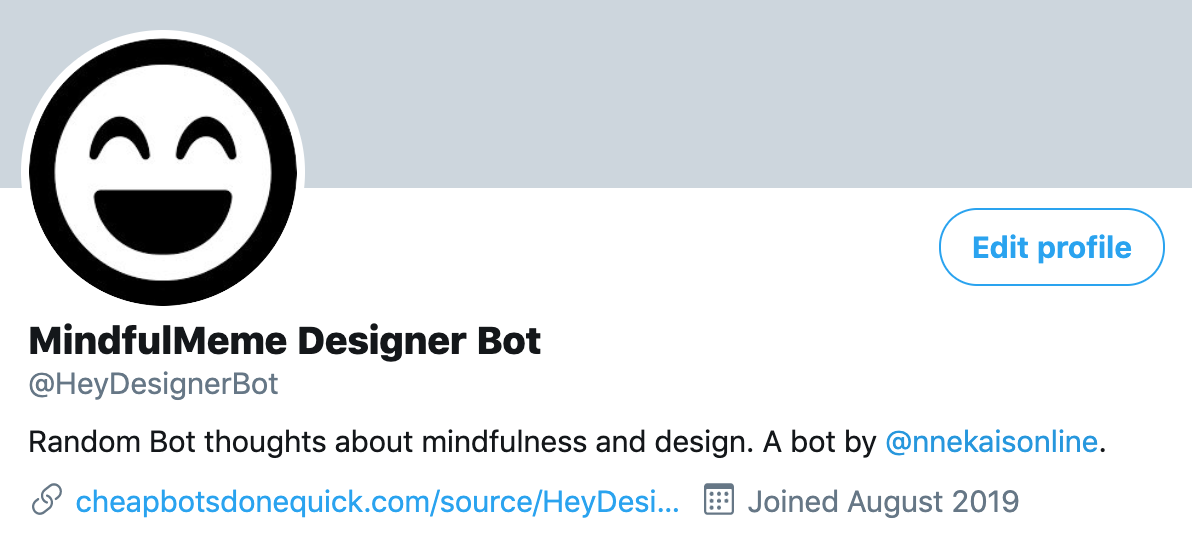 Edit profile
MindfulMeme Designer Bot
@HeyDesignerBot
Random Bot thoughts about mindfulness and design. A bot by @nnekaisonline.
cheapbotsdonequick.com/source/HeyDesi... Joined August 2019